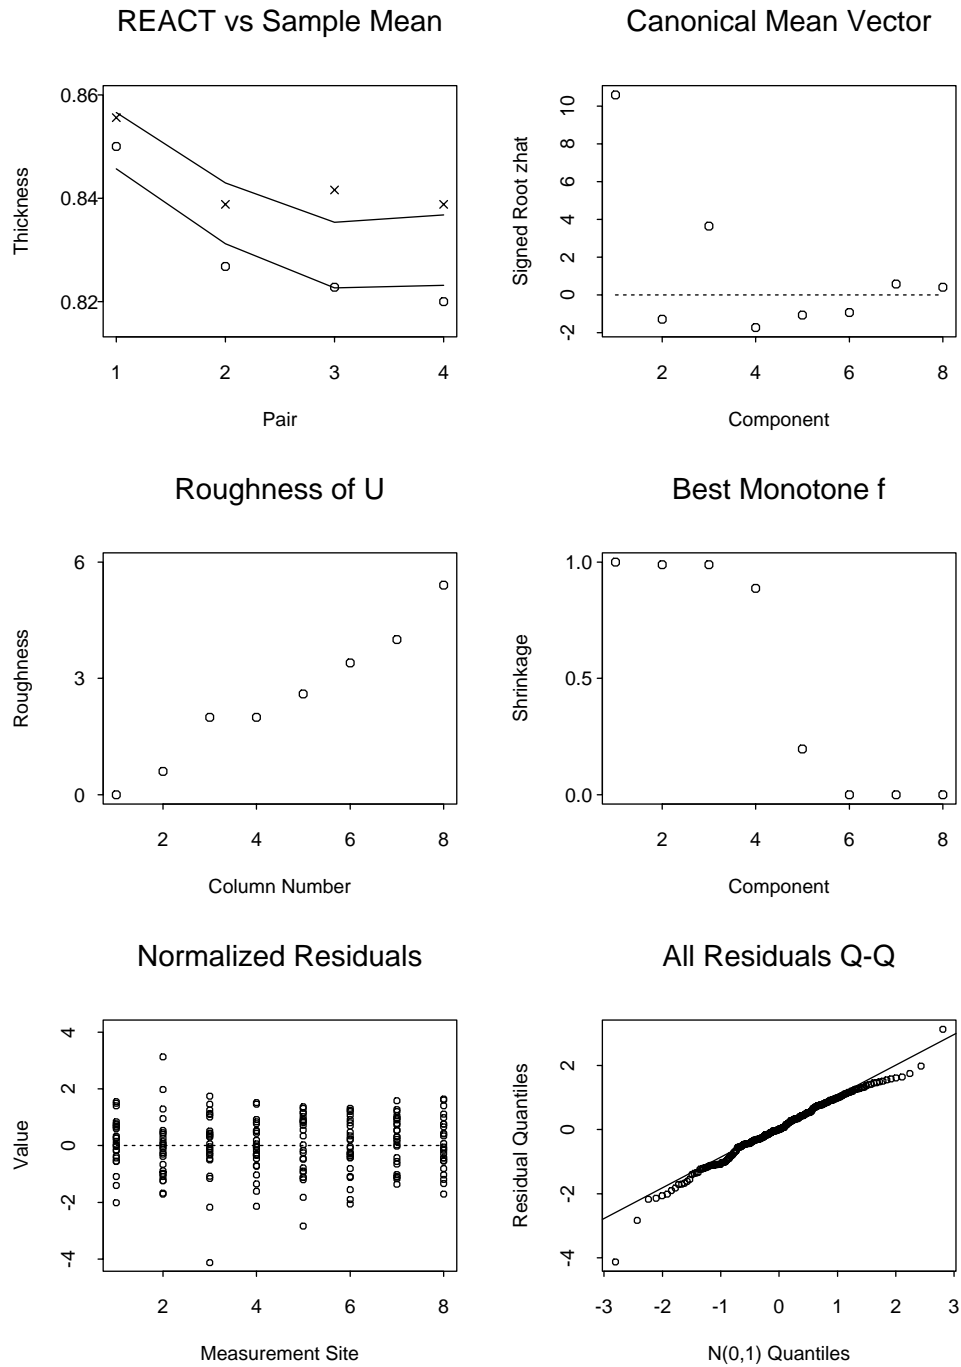 REACT vs Sample Mean
Thickness
0.86
0.84
0.82
1 2 3 4
Pair
Canonical Mean Vector
Signed Root zhat
10
8
6
4
2
0
-2
2 4 6 8
Component
Roughness of U
Roughness
6
3
0
2 4 6 8
Column Number
Best Monotone f
Shrinkage
1.0
0.5
0.0
2 4 6 8
Component
Normalized Residuals
Value
4
2
0
-2
-4
2 4 6 8
Measurement Site
All Residuals Q-Q
Residual Quantiles
2
0
-2
-4
-3 -2 -1 0 1 2 3
N(0,1) Quantiles